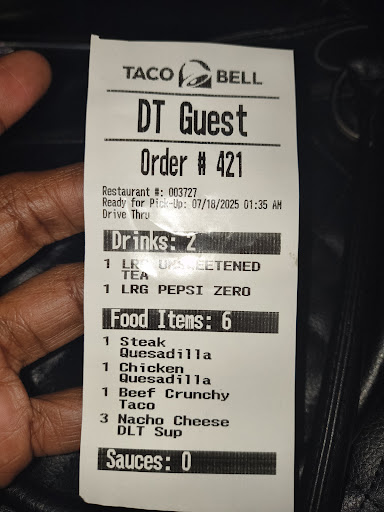 TACO BELL
DT Guest
Order # 421
Restaurant #: 003727
Ready for Pick-Up: 07/18/2025 01:35 AM
Drive Thru
Drinks: 2
1 LRG UNSWEETENED
TEA
1 LRG PEPSI ZERO
Food Items: 6
1 Steak
Quesadilla
1 Chicken
Quesadilla
1 Beef Crunchy
Taco
3 Nacho Cheese
DLT Sup
Sauces: 0